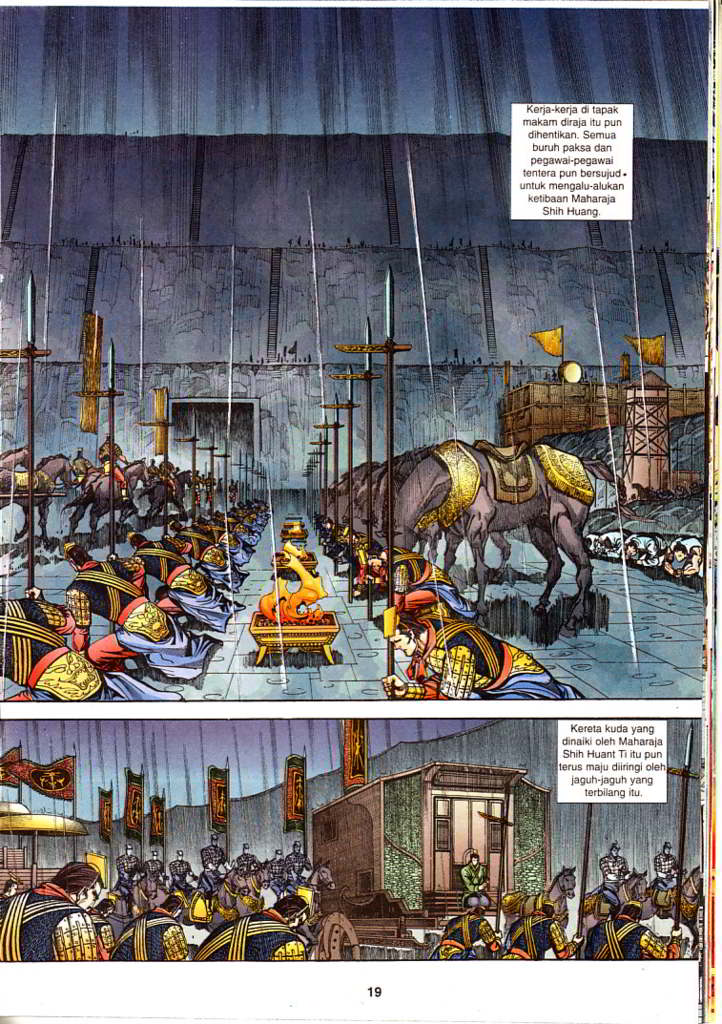 Kerja-kerja di tapak
makam diraja itu pun
dihentikan. Semua
buruh paksa dan
pegawai-pegawai
tentera pun bersujud
untuk mengalu-alukan
ketibaan Maharaja
Shih Huang.
Kereta kuda yang
dinaiki oleh Maharaja
Shih Huant Ti itu pun
terus maju diiringi oleh
jaguh-jaguh yang
terbilang itu.
19